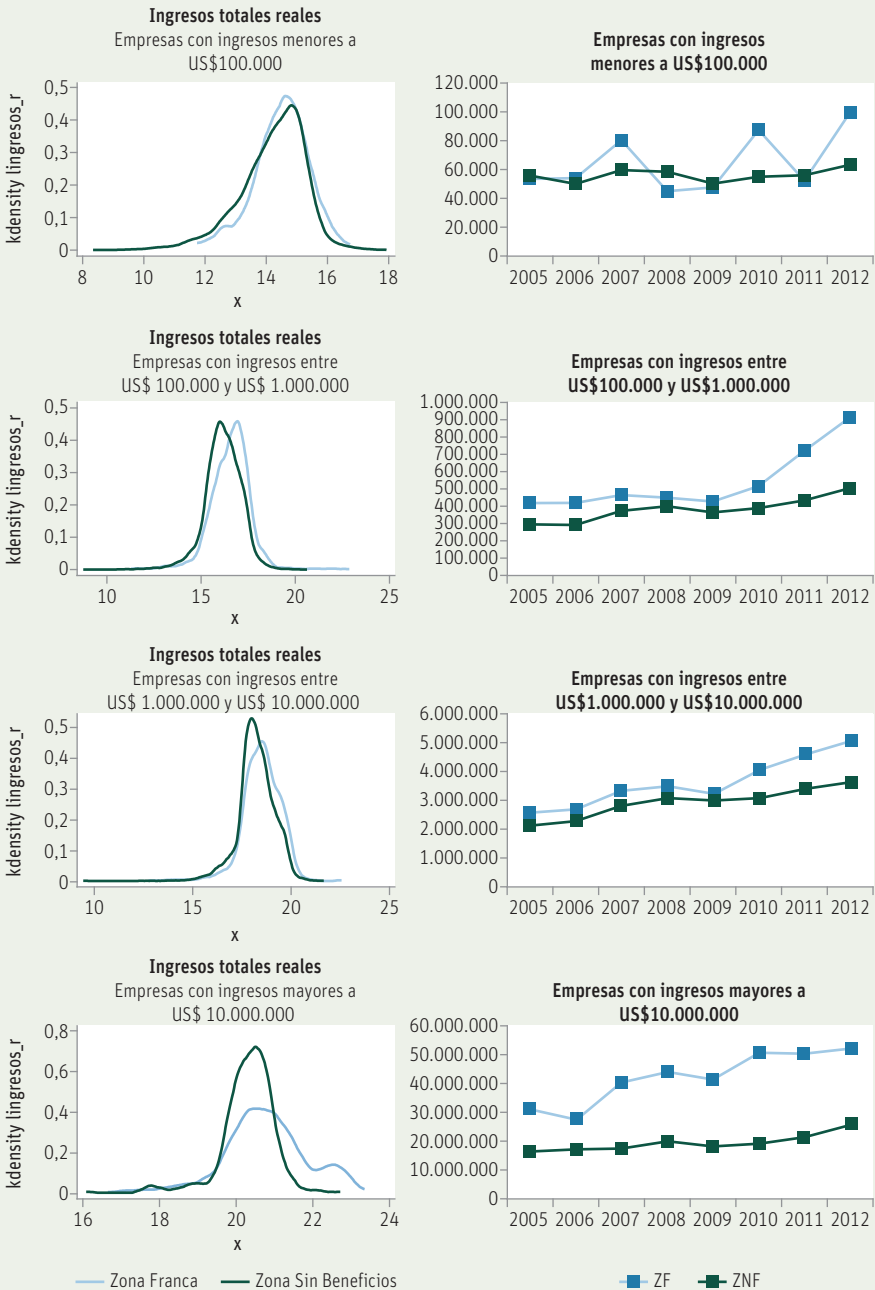 Ingresos totales reales
Empresas con ingresos menores a
US$100.000
kdensity lingresos_r
0,5
0,4
0,3
0,2
0,1
0
8 10 12 14 16 18
x
Empresas con ingresos
menores a US$100.000
120.000
100.000
80.000
60.000
40.000
20.000
0
2005 2006 2007 2008 2009 2010 2011 2012
Ingresos totales reales
Empresas con ingresos entre
US$ 100.000 y US$ 1.000.000
kdensity lingresos_r
0,5
0,4
0,3
0,2
0,1
0
10 15 20 25
x
Empresas con ingresos entre
US$100.000 y US$1.000.000
1.000.000
900.000
800.000
700.000
600.000
500.000
400.000
300.000
200.000
100.000
0
2005 2006 2007 2008 2009 2010 2011 2012
Ingresos totales reales
Empresas con ingresos entre
US$ 1.000.000 y US$ 10.000.000
kdensity lingresos_r
0,5
0,4
0,3
0,2
0,1
0
10 15 20 25
x
Empresas con ingresos entre
US$1.000.000 y US$10.000.000
6.000.000
5.000.000
4.000.000
3.000.000
2.000.000
1.000.000
0
2005 2006 2007 2008 2009 2010 2011 2012
Ingresos totales reales
Empresas con ingresos mayores a
US$ 10.000.000
kdensity lingresos_r
0,8
0,6
0,4
0,2
0
16 18 20 22 24
x
Empresas con ingresos mayores a
US$10.000.000
60.000.000
50.000.000
40.000.000
30.000.000
20.000.000
10.000.000
0
2005 2006 2007 2008 2009 2010 2011 2012
Zona Franca Zona Sin Beneficios
ZF ZNF